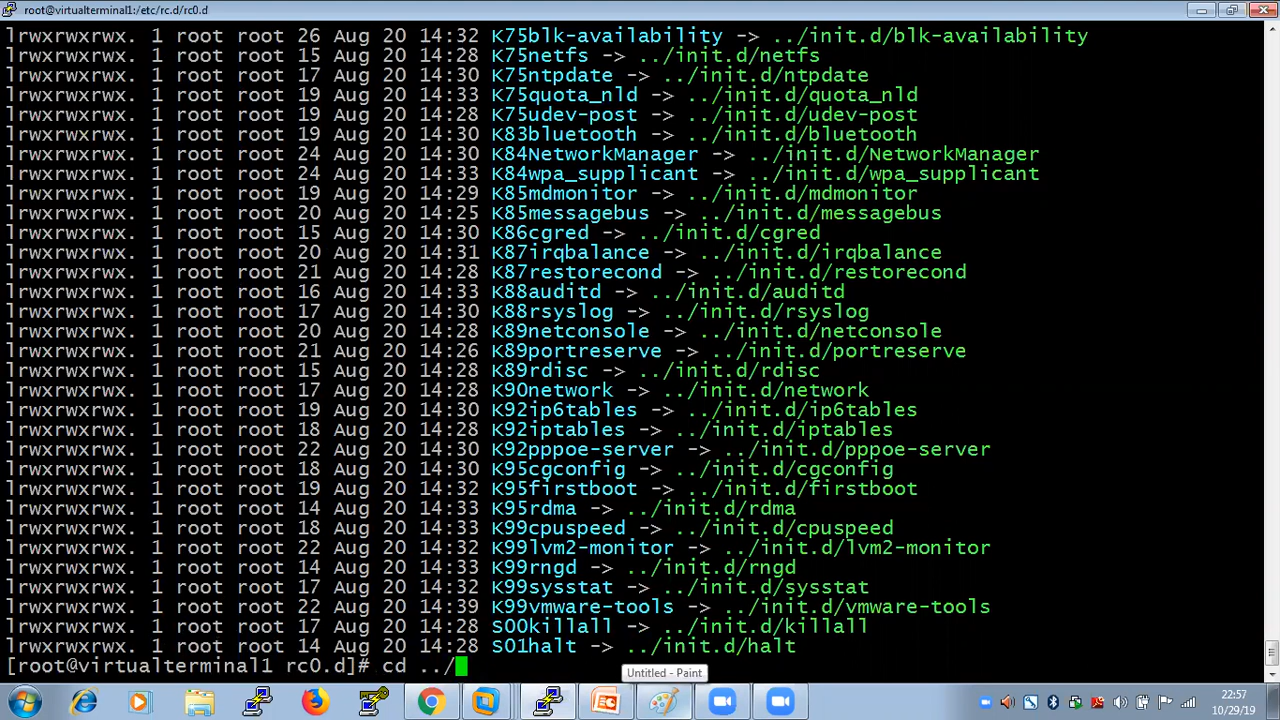 root@virtualterminal1:/etc/rc.d/rc0.d
lrwxrwxrwx. 1 root root 26 Aug 20 14:32 K75blk-availability -> ../init.d/blk-availability
lrwxrwxrwx. 1 root root 15 Aug 20 14:28 K75netfs -> ../init.d/netfs
lrwxrwxrwx. 1 root root 17 Aug 20 14:30 K75ntpdate -> ../init.d/ntpdate
lrwxrwxrwx. 1 root root 19 Aug 20 14:33 K75quota_nld -> ../init.d/quota_nld
lrwxrwxrwx. 1 root root 19 Aug 20 14:28 K75udev-post -> ../init.d/udev-post
lrwxrwxrwx. 1 root root 19 Aug 20 14:30 K83bluetooth -> ../init.d/bluetooth
lrwxrwxrwx. 1 root root 24 Aug 20 14:30 K84NetworkManager -> ../init.d/NetworkManager
lrwxrwxrwx. 1 root root 24 Aug 20 14:33 K84wpa_supplicant -> ../init.d/wpa_supplicant
lrwxrwxrwx. 1 root root 19 Aug 20 14:29 K85mdmonitor -> ../init.d/mdmonitor
lrwxrwxrwx. 1 root root 20 Aug 20 14:25 K85messagebus -> ../init.d/messagebus
lrwxrwxrwx. 1 root root 15 Aug 20 14:30 K86cgred -> ../init.d/cgred
lrwxrwxrwx. 1 root root 20 Aug 20 14:31 K87irqbalance -> ../init.d/irqbalance
lrwxrwxrwx. 1 root root 21 Aug 20 14:28 K87restorecond -> ../init.d/restorecond
lrwxrwxrwx. 1 root root 16 Aug 20 14:33 K88auditd -> ../init.d/auditd
lrwxrwxrwx. 1 root root 17 Aug 20 14:28 K88rsyslog -> ../init.d/rsyslog
lrwxrwxrwx. 1 root root 20 Aug 20 14:28 K89netconsole -> ../init.d/netconsole
lrwxrwxrwx. 1 root root 21 Aug 20 14:26 K89portreserve -> ../init.d/portreserve
lrwxrwxrwx. 1 root root 15 Aug 20 14:28 K89rdisc -> ../init.d/rdisc
lrwxrwxrwx. 1 root root 17 Aug 20 14:28 K90network -> ../init.d/network
lrwxrwxrwx. 1 root root 19 Aug 20 14:30 K92ip6tables -> ../init.d/ip6tables
lrwxrwxrwx. 1 root root 18 Aug 20 14:28 K92iptables -> ../init.d/iptables
lrwxrwxrwx. 1 root root 22 Aug 20 14:30 K92pppoe-server -> ../init.d/pppoe-server
lrwxrwxrwx. 1 root root 18 Aug 20 14:30 K95cgconfig -> ../init.d/cgconfig
lrwxrwxrwx. 1 root root 19 Aug 20 14:32 K95firstboot -> ../init.d/firstboot
lrwxrwxrwx. 1 root root 14 Aug 20 14:33 K95rdma -> ../init.d/rdma
lrwxrwxrwx. 1 root root 18 Aug 20 14:33 K99cpuspeed -> ../init.d/cpuspeed
lrwxrwxrwx. 1 root root 22 Aug 20 14:32 K99lvm2-monitor -> ../init.d/lvm2-monitor
lrwxrwxrwx. 1 root root 14 Aug 20 14:33 K99rngd -> ../init.d/rngd
lrwxrwxrwx. 1 root root 17 Aug 20 14:32 K99sysstat -> ../init.d/sysstat
lrwxrwxrwx. 1 root root 22 Aug 20 14:39 K99vmware-tools -> ../init.d/vmware-tools
lrwxrwxrwx. 1 root root 17 Aug 20 14:28 S00killall -> ../init.d/killall
lrwxrwxrwx. 1 root root 14 Aug 20 14:28 S01halt -> ../init.d/halt
[root@virtualterminal1 rc0.d]# cd ../
Untitled - Paint
22:57
10/29/19